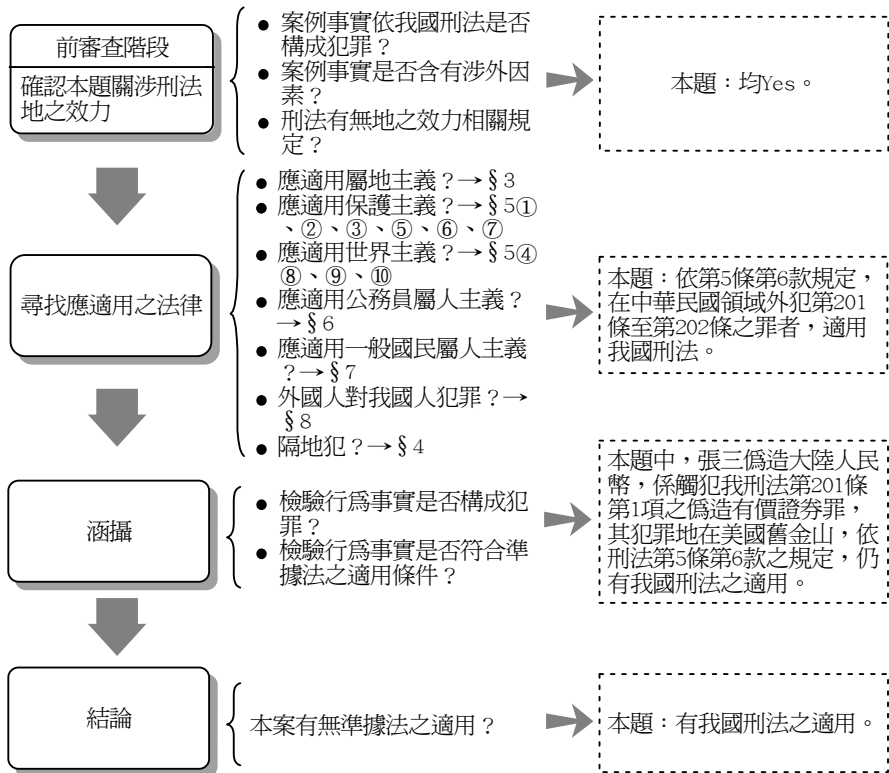 前審查階段
確認本題關涉刑法
地之效力
● 案例事實依我國刑法是否
構成犯罪？
● 案例事實是否含有涉外因
素？
● 刑法有無地之效力相關規
定？
本題：均Yes。
尋找應適用之法律
● 應適用屬地主義？→§3
● 應適用保護主義？→§5①
、②、③、⑤、⑥、⑦
● 應適用世界主義？→§5④
⑧、⑨、⑩
● 應適用公務員屬人主義？
→§6
● 應適用一般國民屬人主義
？→§7
● 外國人對我國人犯罪？→
§8
● 隔地犯？→§4
本題：依第5條第6款規定，
在中華民國領域外犯第201
條至第202條之罪者，適用
我國刑法。
涵攝
● 檢驗行為事實是否構成犯
罪？
● 檢驗行為事實是否符合準
據法之適用條件？
本題中，張三偽造大陸人民
幣，係觸犯我刑法第201條
第1項之偽造有價證券罪，
其犯罪地在美國舊金山，依
刑法第5條第6款之規定，仍
有我國刑法之適用。
結論
本案有無準據法之適用？
本題：有我國刑法之適用。